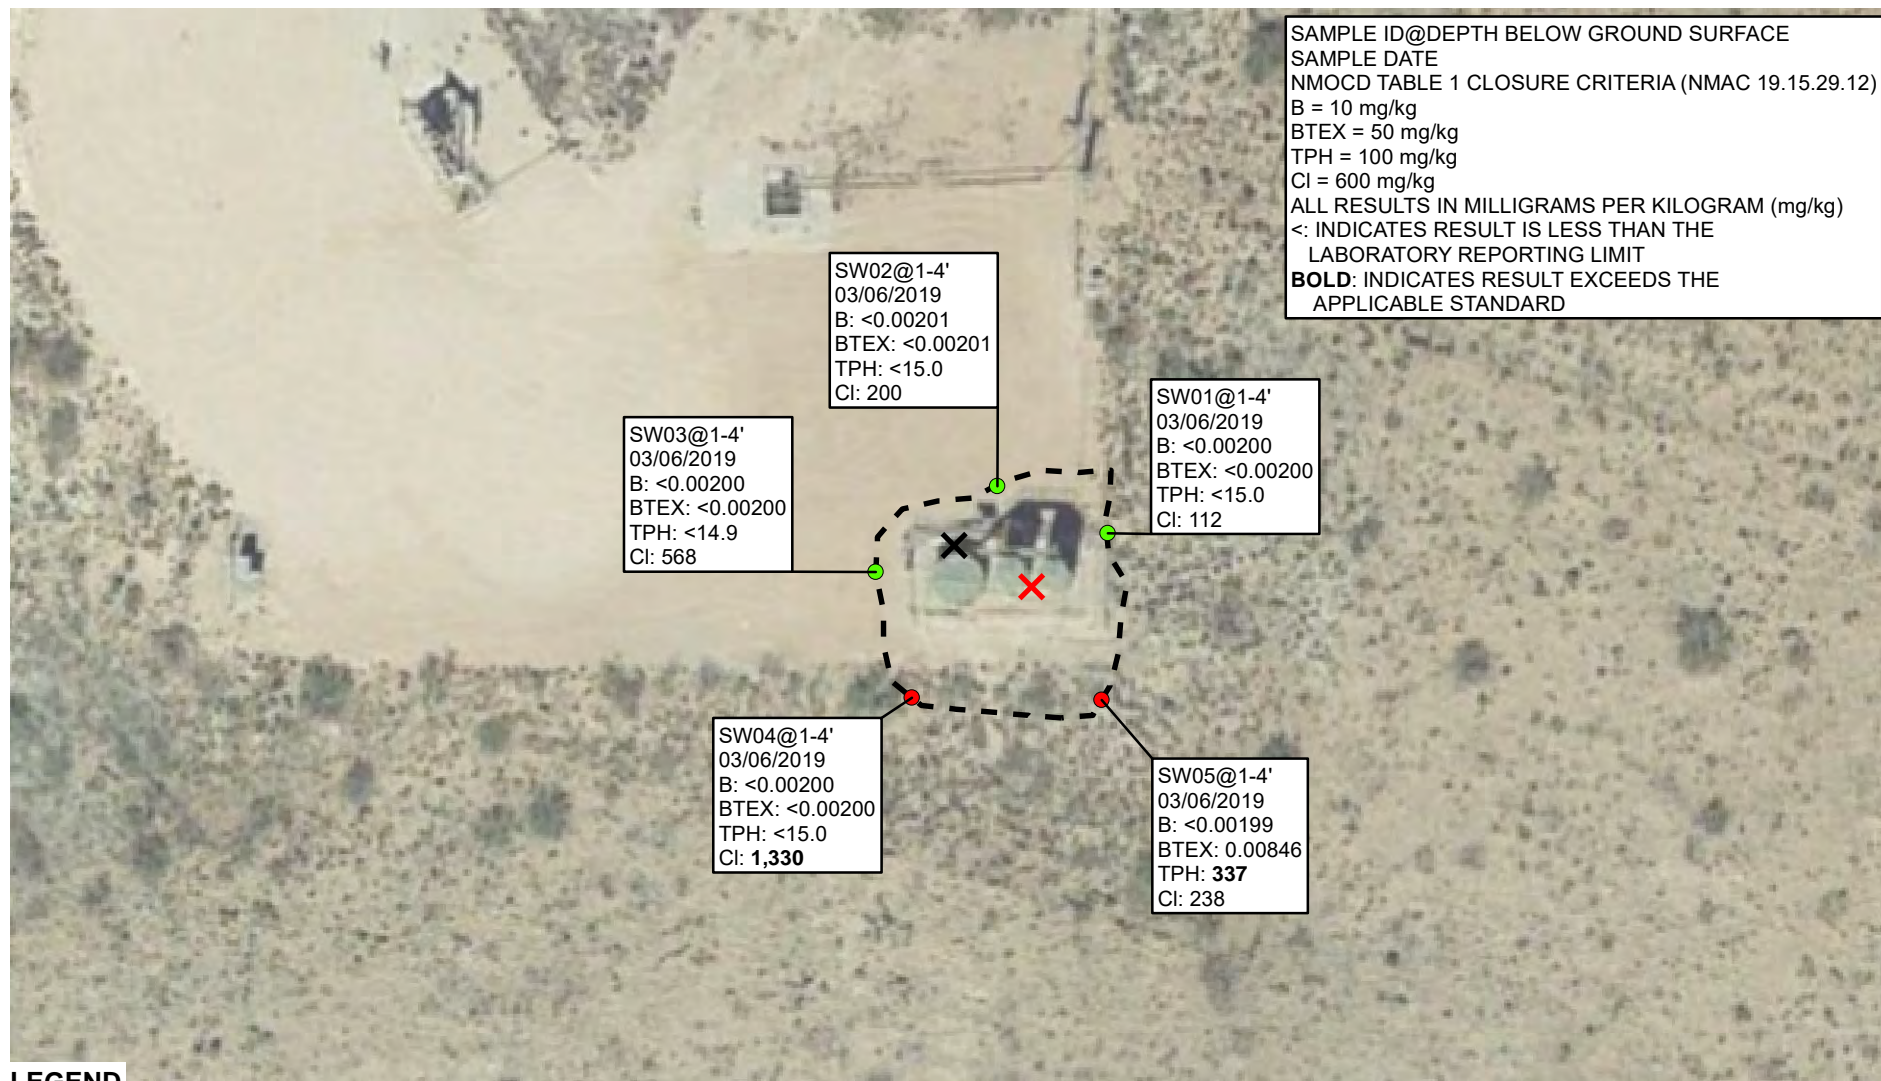 SAMPLE ID@DEPTH BELOW GROUND SURFACE
SAMPLE DATE
NMOCD TABLE 1 CLOSURE CRITERIA (NMAC 19.15.29.12)
B = 10 mg/kg
BTEX = 50 mg/kg
TPH = 100 mg/kg
Cl = 600 mg/kg
ALL RESULTS IN MILLIGRAMS PER KILOGRAM (mg/kg)
<: INDICATES RESULT IS LESS THAN THE
LABORATORY REPORTING LIMIT
BOLD: INDICATES RESULT EXCEEDS THE
APPLICABLE STANDARD
SW02@1-4'
03/06/2019
B: <0.00201
BTEX: <0.00201
TPH: <15.0
Cl: 200
SW01@1-4'
03/06/2019
B: <0.00200
BTEX: <0.00200
TPH: <15.0
Cl: 112
SW03@1-4'
03/06/2019
B: <0.00200
BTEX: <0.00200
TPH: <14.9
Cl: 568
SW04@1-4'
03/06/2019
B: <0.00200
BTEX: <0.00200
TPH: <15.0
Cl: 1,330
SW05@1-4'
03/06/2019
B: <0.00199
BTEX: 0.00846
TPH: 337
Cl: 238
LEGEND